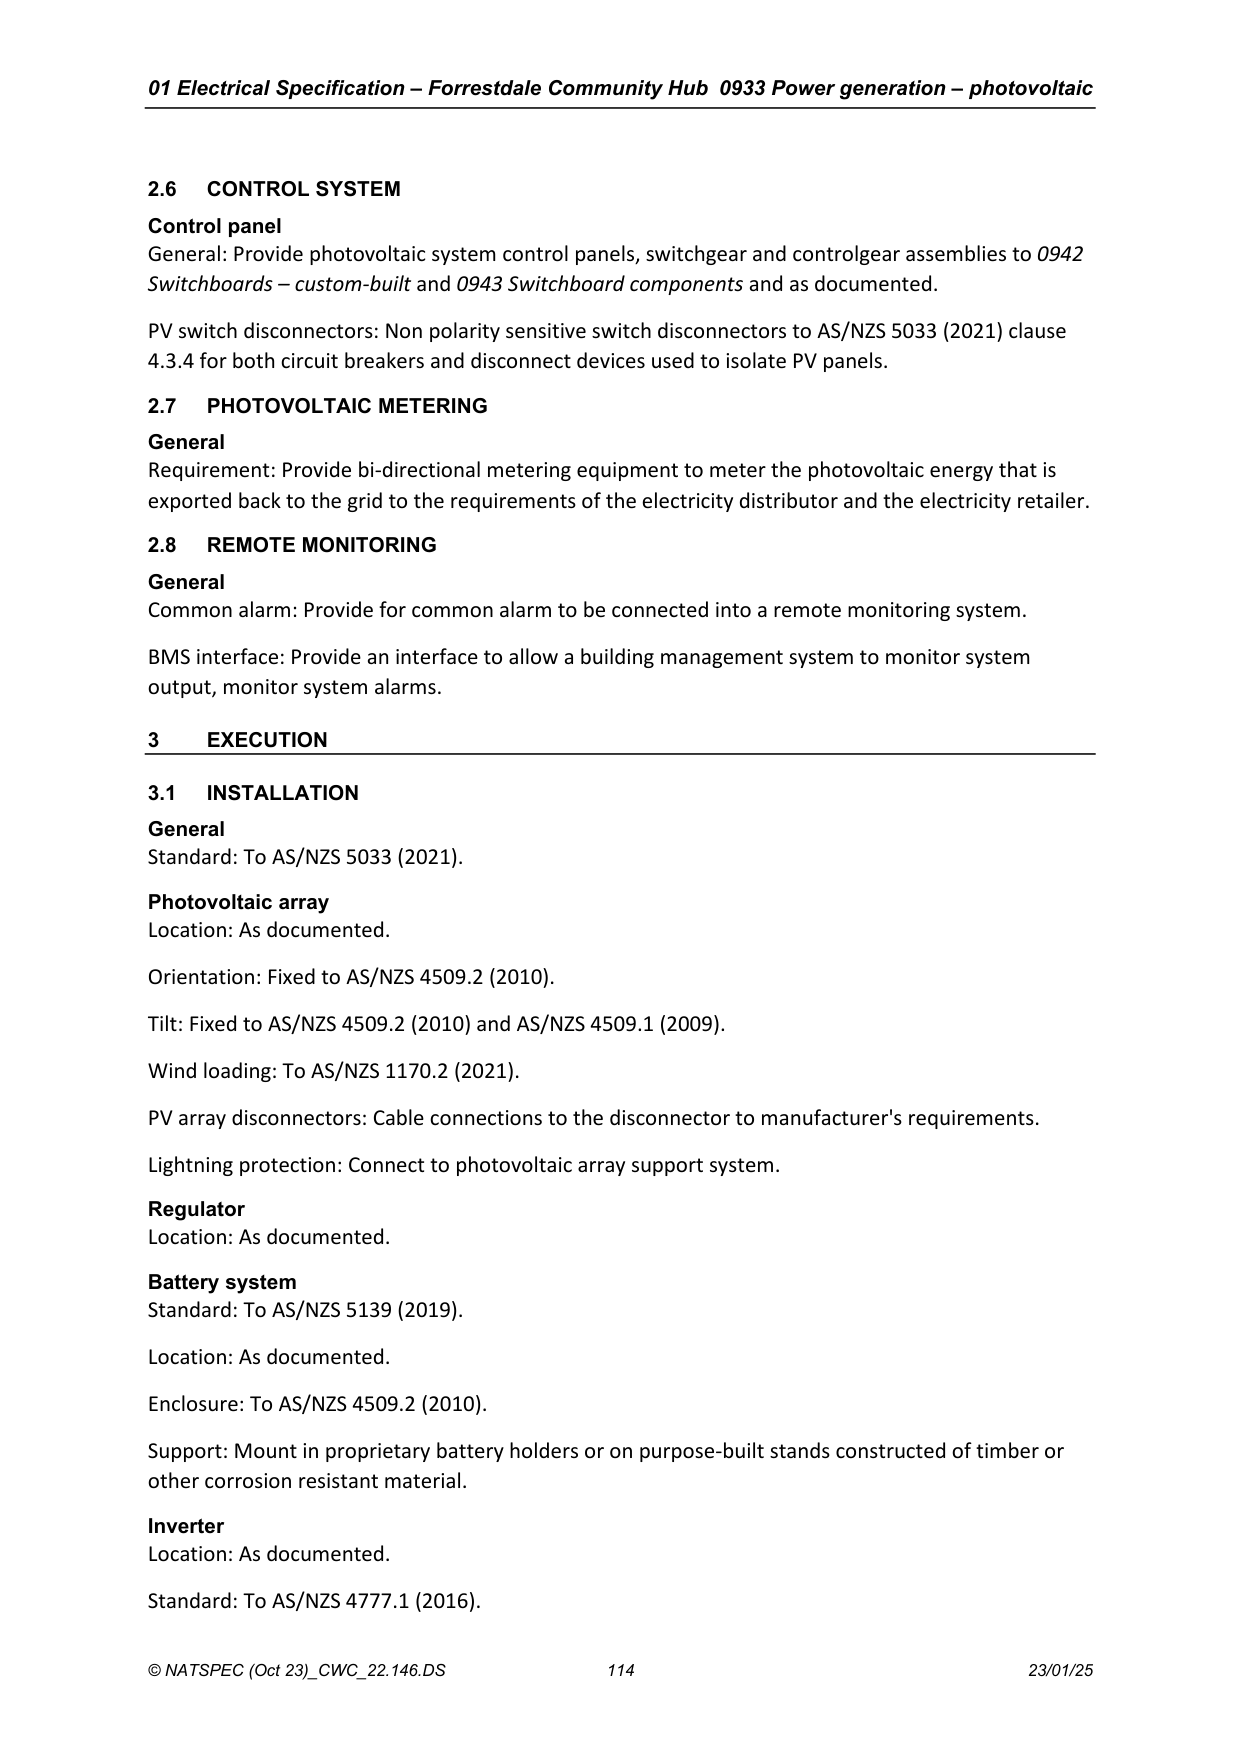 01 Electrical Specification – Forrestdale Community Hub 0933 Power generation – photovoltaic
2.6 CONTROL SYSTEM
Control panel
General: Provide photovoltaic system control panels, switchgear and controlgear assemblies to 0942
Switchboards – custom-built and 0943 Switchboard components and as documented.
PV switch disconnectors: Non polarity sensitive switch disconnectors to AS/NZS 5033 (2021) clause
4.3.4 for both circuit breakers and disconnect devices used to isolate PV panels.
2.7 PHOTOVOLTAIC METERING
General
Requirement: Provide bi-directional metering equipment to meter the photovoltaic energy that is
exported back to the grid to the requirements of the electricity distributor and the electricity retailer.
2.8 REMOTE MONITORING
General
Common alarm: Provide for common alarm to be connected into a remote monitoring system.
BMS interface: Provide an interface to allow a building management system to monitor system
output, monitor system alarms.
3 EXECUTION
3.1 INSTALLATION
General
Standard: To AS/NZS 5033 (2021).
Photovoltaic array
Location: As documented.
Orientation: Fixed to AS/NZS 4509.2 (2010).
Tilt: Fixed to AS/NZS 4509.2 (2010) and AS/NZS 4509.1 (2009).
Wind loading: To AS/NZS 1170.2 (2021).
PV array disconnectors: Cable connections to the disconnector to manufacturer's requirements.
Lightning protection: Connect to photovoltaic array support system.
Regulator
Location: As documented.
Battery system
Standard: To AS/NZS 5139 (2019).
Location: As documented.
Enclosure: To AS/NZS 4509.2 (2010).
Support: Mount in proprietary battery holders or on purpose-built stands constructed of timber or
other corrosion resistant material.
Inverter
Location: As documented.
Standard: To AS/NZS 4777.1 (2016).
© NATSPEC (Oct 23)_CWC_22.146.DS 114 23/01/25